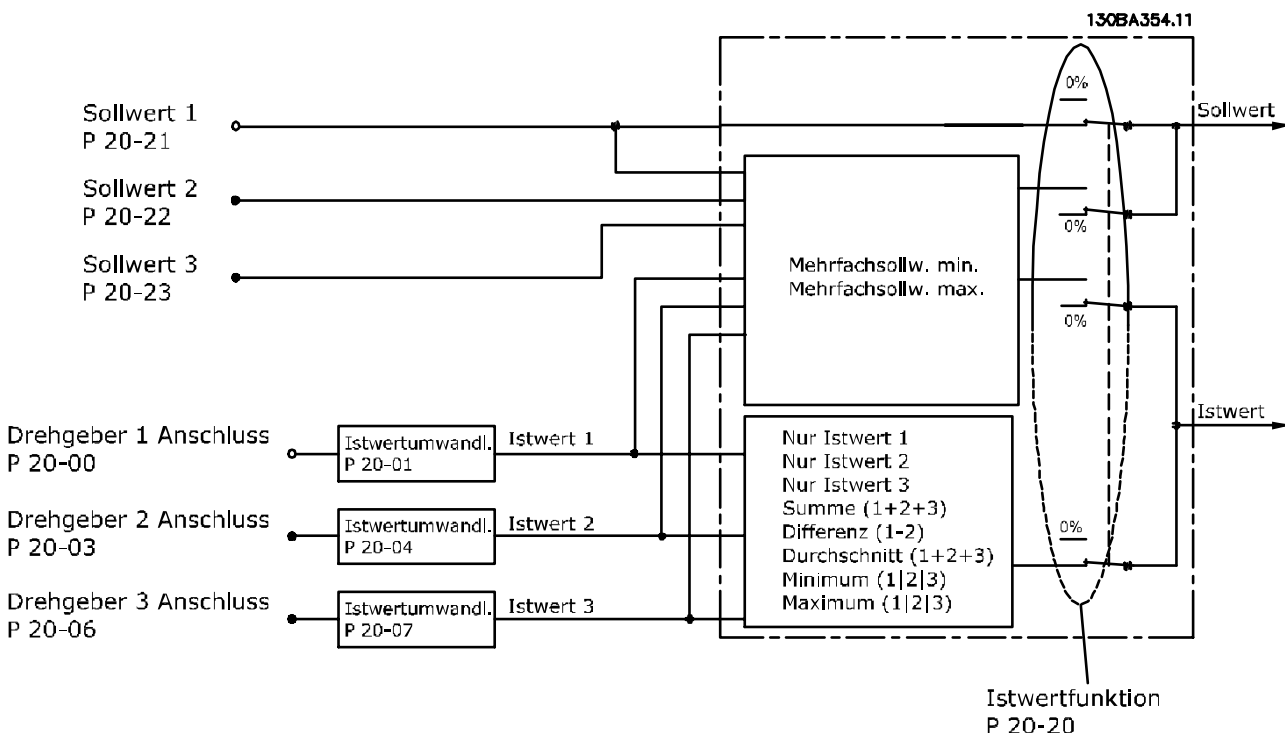 130BA354.11
0%
Sollwert 1
P 20-21
Sollwert
Sollwert 2
P 20-22
0%
Sollwert 3
P 20-23
Mehrfachsollw. min.
Mehrfachsollw. max.
0%
Istwert
Drehgeber 1 Anschluss
P 20-00
Istwertumwandl.
P 20-01
Istwert 1
Drehgeber 2 Anschluss
P 20-03
Istwertumwandl.
P 20-04
Istwert 2
Drehgeber 3 Anschluss
P 20-06
Istwertumwandl.
P 20-07
Istwert 3
Nur Istwert 1
Nur Istwert 2
Nur Istwert 3
Summe (1+2+3)
Differenz (1-2)
Durchschnitt (1+2+3)
Minimum (1|2|3)
Maximum (1|2|3)
0%
Istwertfunktion
P 20-20